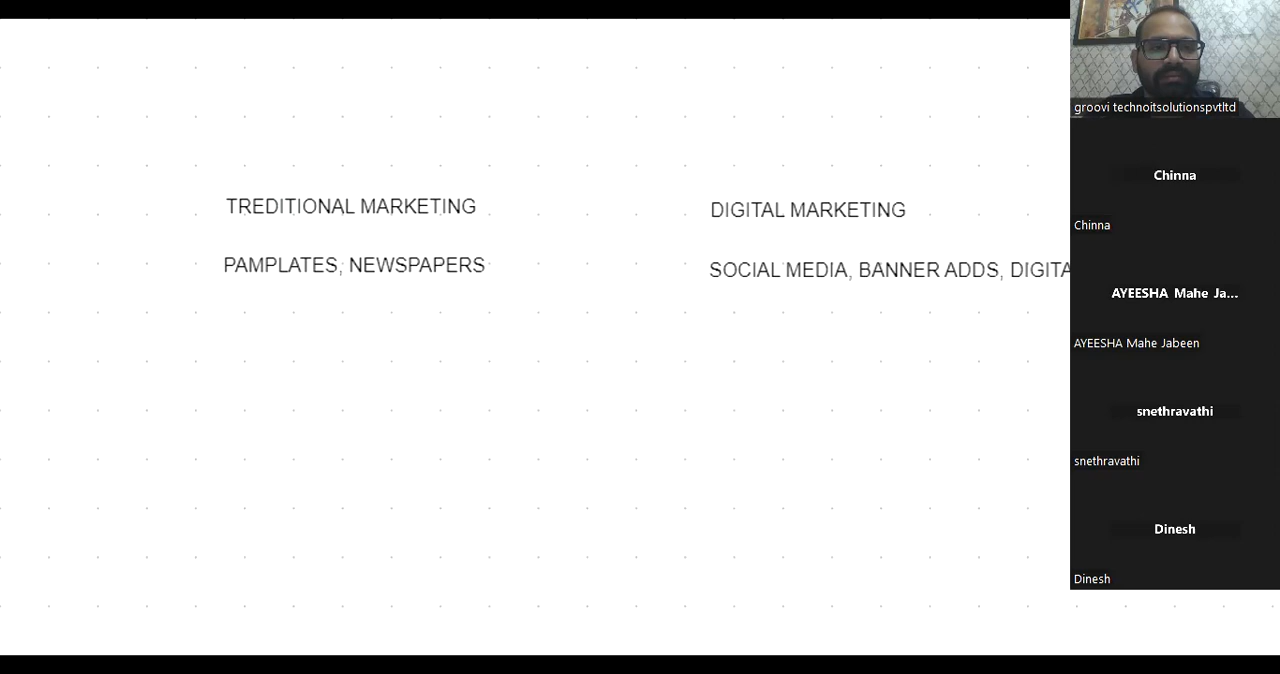 groovi technoitsolutionspvtltd
Chinna
Chinna
TREDITIONAL MARKETING
DIGITAL MARKETING
PAMPLATES, NEWSPAPERS
SOCIAL MEDIA, BANNER ADDS, DIGITA
AYEESHA Mahe Ja...
AYEESHA Mahe Jabeen
snethravathi
snethravathi
Dinesh
Dinesh